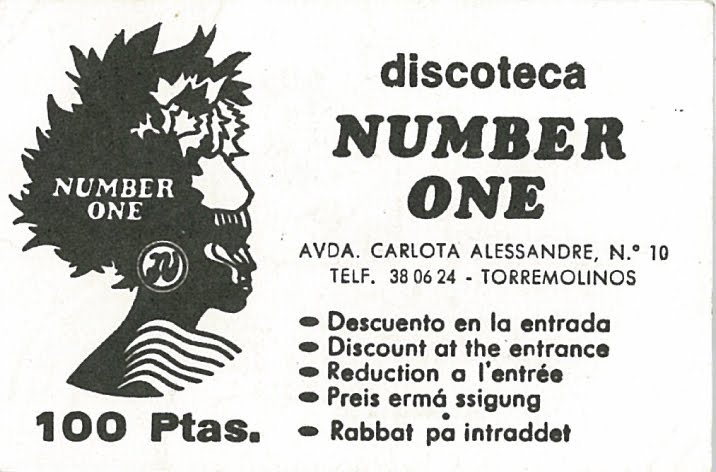 NUMBER
ONE
N
100 Ptas.
discoteca
NUMBER
ONE
AVDA. CARLOTA ALESSANDRE, N.º 10
TELF. 38 06 24 - TORREMOLINOS
Descuento en la entrada
Discount at the entrance
Reduction a l'entrée
Preis ermá ssigung
Rabbat på intraddet